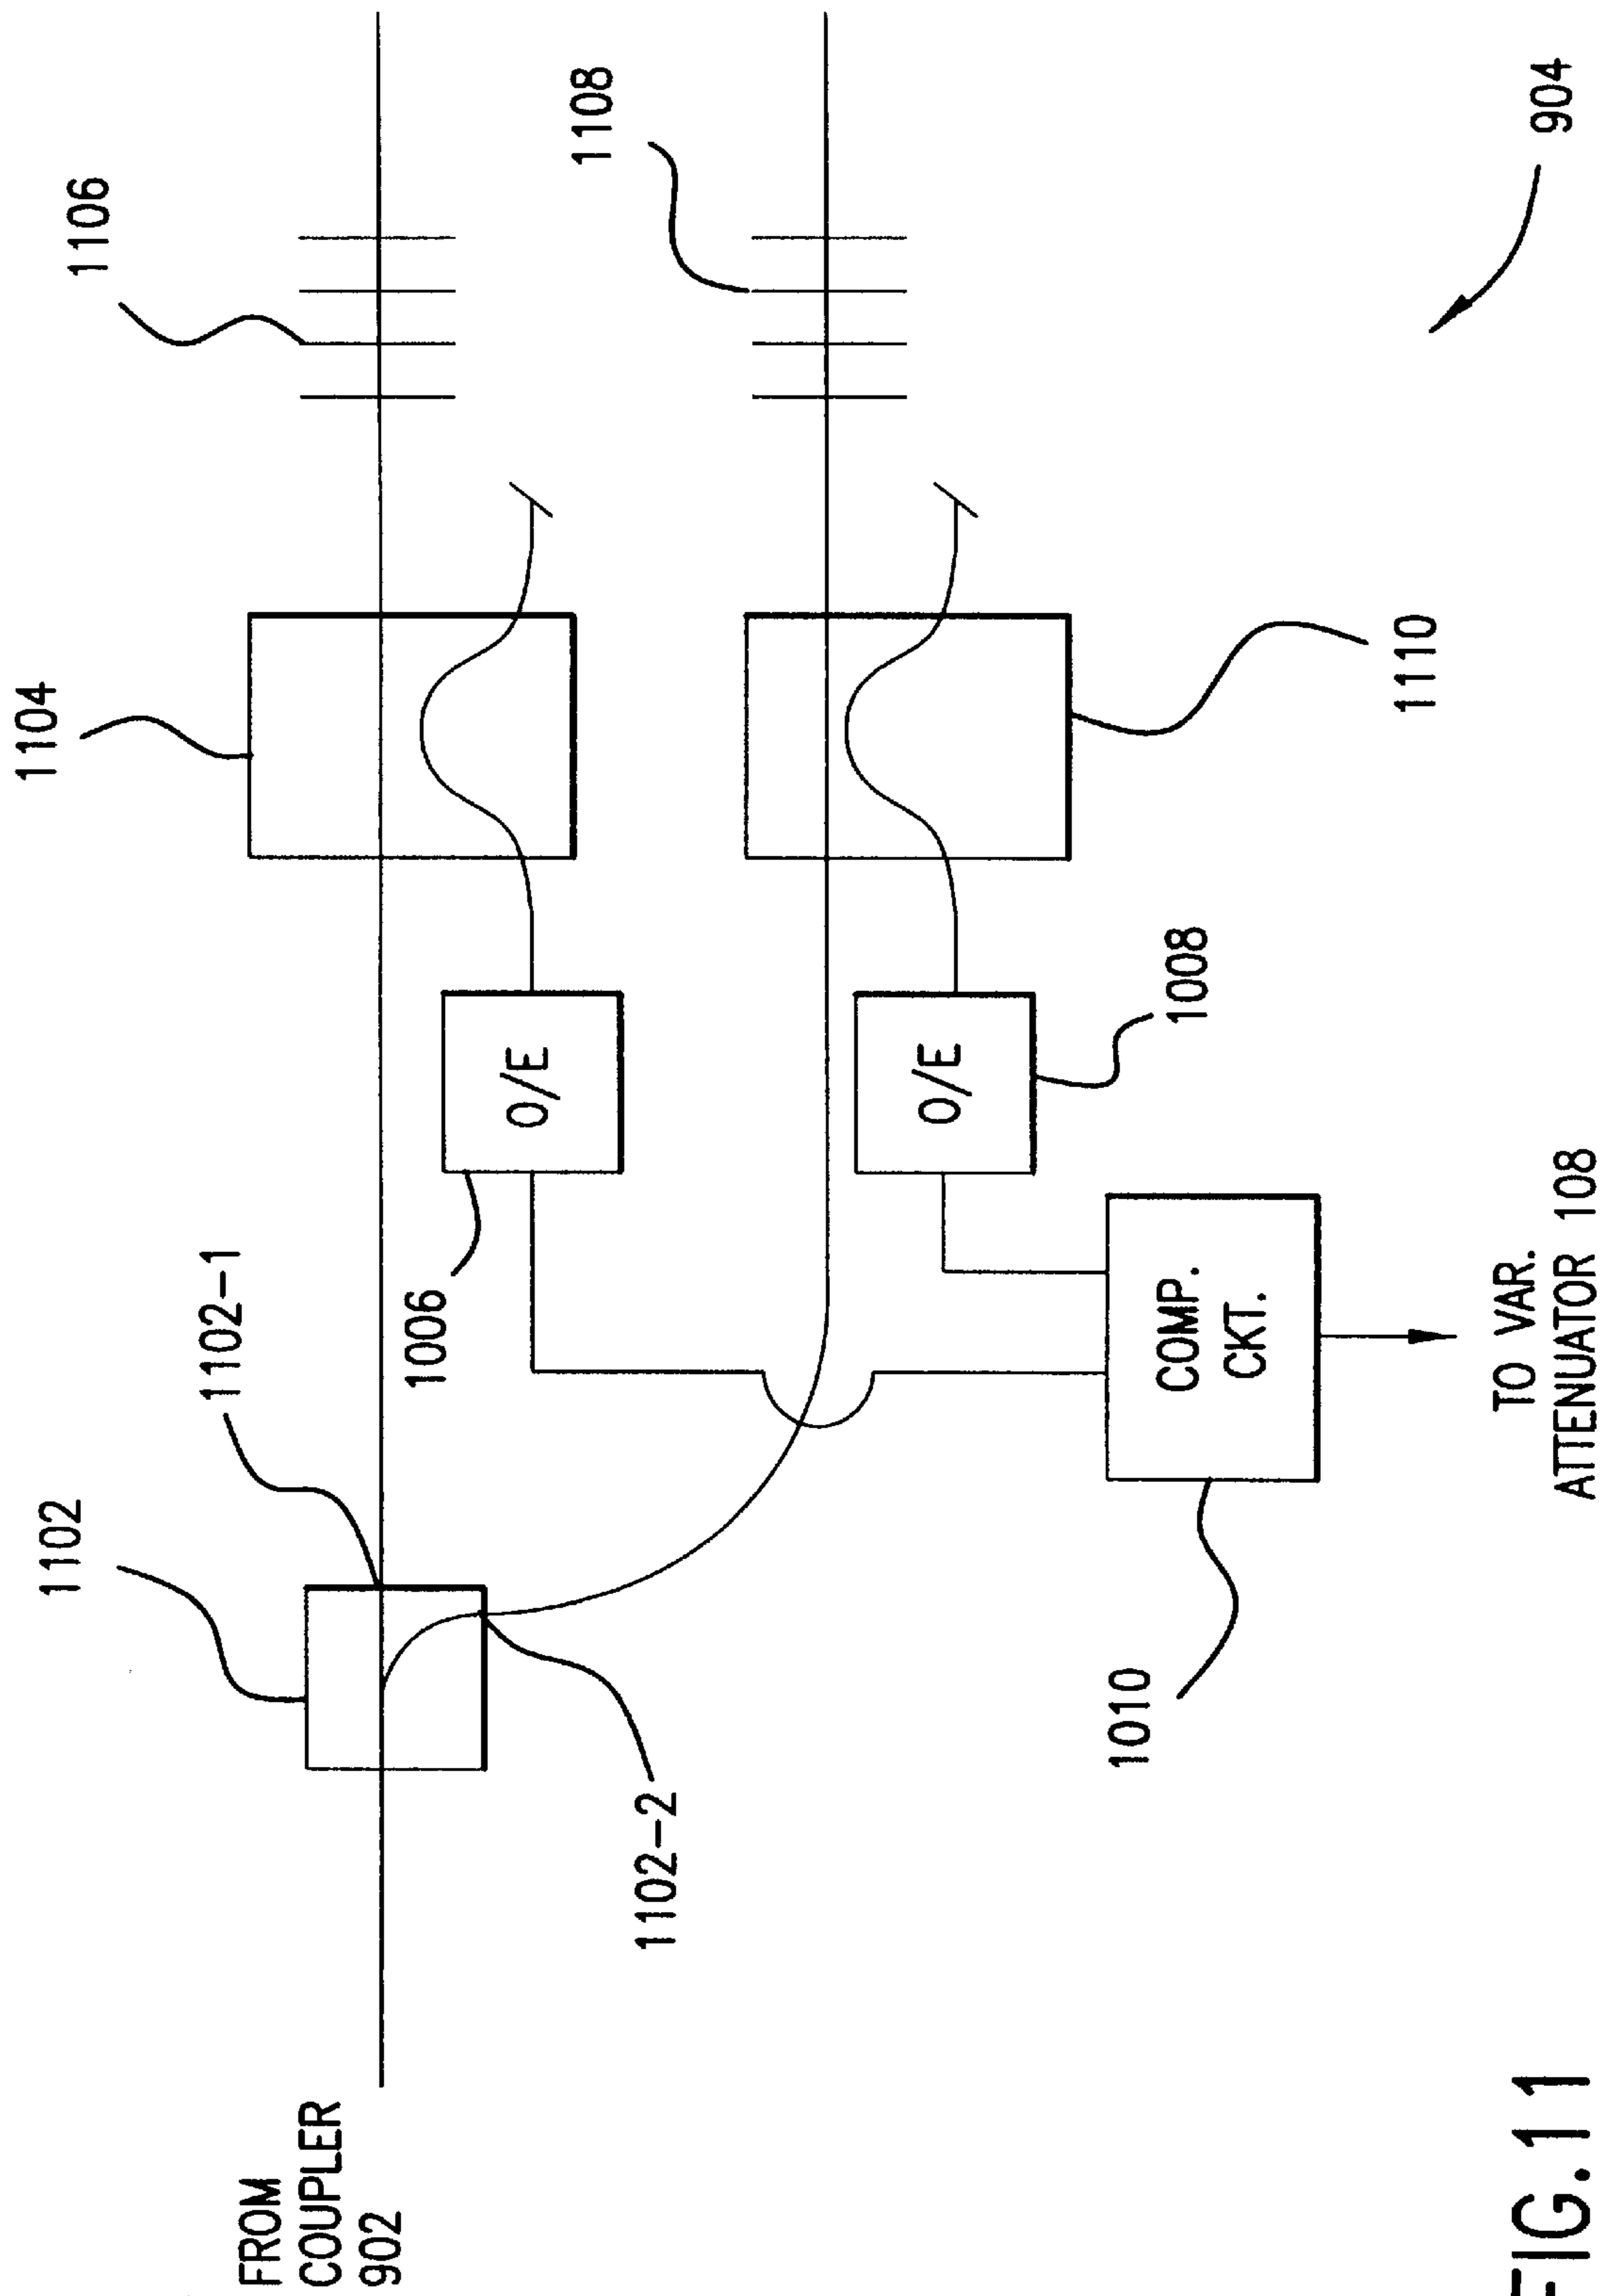 FROM
COUPLER
902
1102
1102-1
1102-2
1104
1106
1108
1006
O/E
O/E
1008
1110
1010
COMP.
CKT.
TO VAR.
ATTENUATOR 108
904
FIG.11